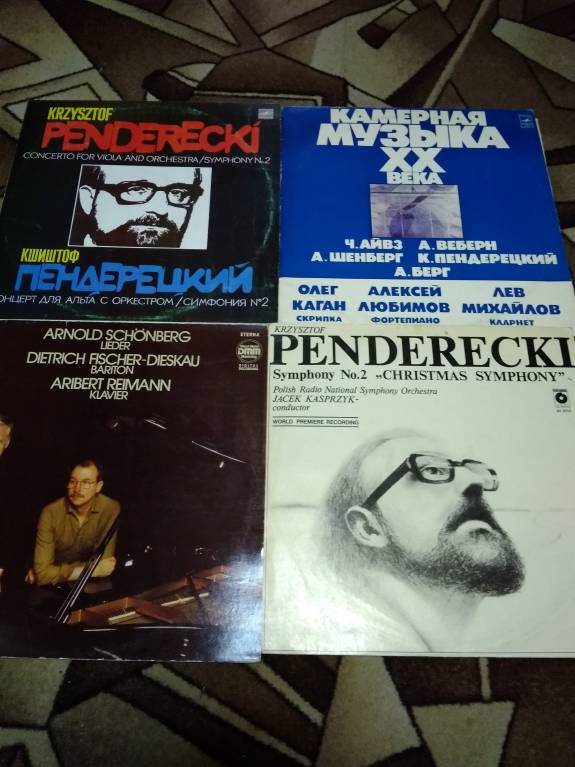 KRZYSZTOF
PENDERECKI
CONCERTO FOR VIOLA AND ORCHESTRA/SYMPHONY №2
КШИШТОФ
ПЕНДЕРЕЦКИЙ
ОНЦЕРТ ДЛЯ АЛЬТА С ОРКЕСТРОМ/СИМФОНИЯ №2
КАМЕРНАЯ
МУЗЫКА
XX
ВЕКА
Ч.АЙВЗ А.ВЕБЕРН
А.ШЕНБЕРГ К.ПЕНДЕРЕЦКИЙ
А.БЕРГ
ОЛЕГ АЛЕКСЕЙ ЛЕВ
КАГАН ЛЮБИМОВ МИХАЙЛОВ
СКРИПКА ФОРТЕПИАНО КЛАРНЕТ
ARNOLD SCHÖNBERG
LIEDER
DIETRICH FISCHER-DIESKAU
BARITON
ARIBERT REIMANN
KLAVIER
ETERNA
DMM
DIGITAL
KRZYSZTOF
PENDERECKI
Symphony No.2 „CHRISTMAS SYMPHONY"
Polish Radio National Symphony Orchestra
JACEK KASPRZYK-
conductor
WORLD PREMIERE RECORDING